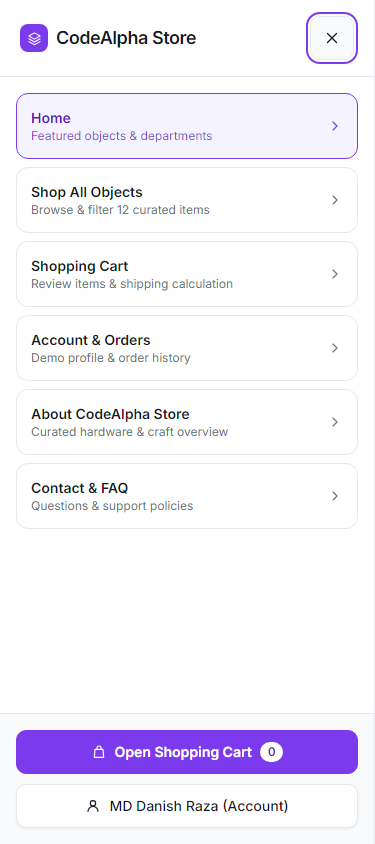 CodeAlpha Store
Home
Featured objects & departments
Shop All Objects
Browse & filter 12 curated items
Shopping Cart
Review items & shipping calculation
Account & Orders
Demo profile & order history
About CodeAlpha Store
Curated hardware & craft overview
Contact & FAQ
Questions & support policies
Open Shopping Cart 0
MD Danish Raza (Account)